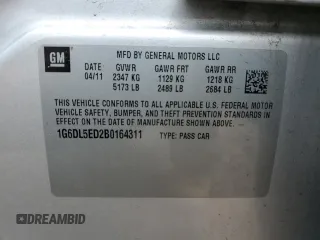 GM
MFD BY GENERAL MOTORS LLC
DATE GVWR GAWR FRT GAWR RR
04/11 2347 KG 1129 KG 1218 KG
5173 LB 2489 LB 2684 LB
THIS VEHICLE CONFORMS TO ALL APPLICABLE U.S. FEDERAL MOTOR
VEHICLE SAFETY, BUMPER, AND THEFT PREVENTION STANDARDS
IN EFFECT ON THE DATE OF MANUFACTURE SHOWN ABOVE.
1G6DL5ED2B0164311 TYPE: PASS CAR
DREAMBID